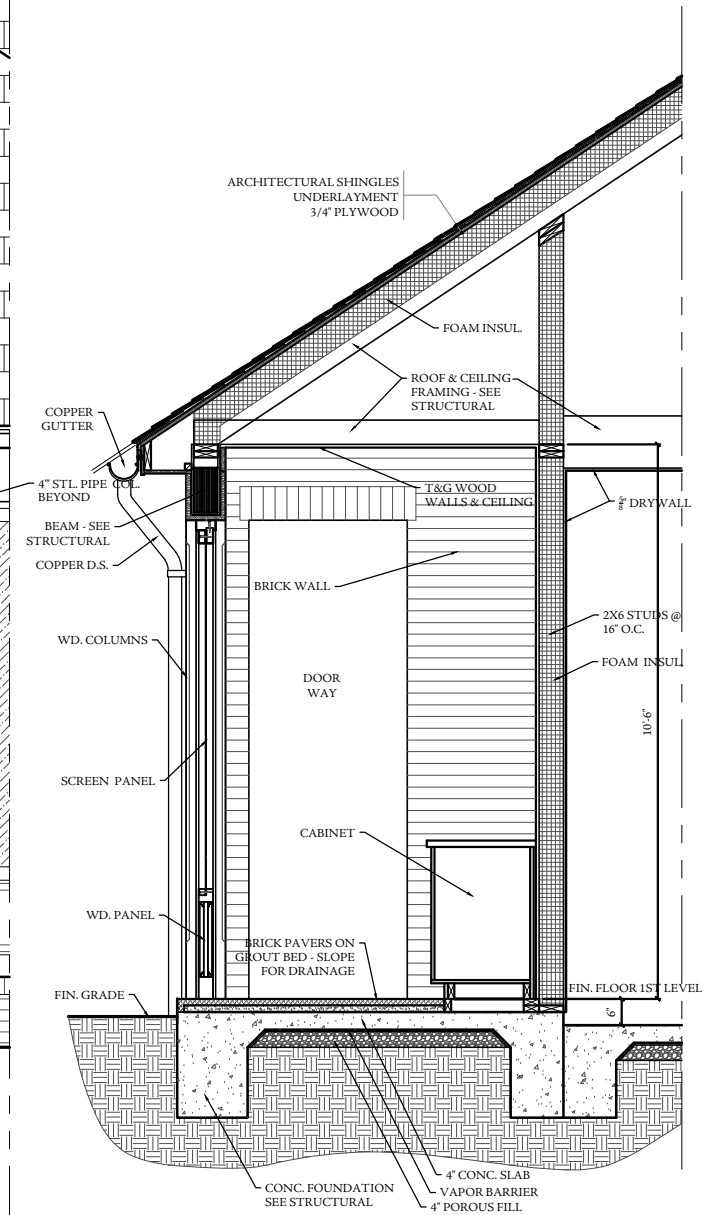 ARCHITECTURAL SHINGLES
UNDERLAYMENT
3/4" PLYWOOD
FOAM INSUL.
ROOF & CEILING
FRAMING - SEE
STRUCTURAL
COPPER
GUTTER
4" STL. PIPE COL.
BEYOND
T&G WOOD
WALLS & CEILING
DRYWALL
BEAM - SEE
STRUCTURAL
COPPER D.S.
BRICK WALL
2X6 STUDS @
16" O.C.
WD. COLUMNS
FOAM INSUL.
DOOR
WAY
10'-6"
SCREEN PANEL
CABINET
WD. PANEL
BRICK PAVERS ON
GROUT BED - SLOPE
FOR DRAINAGE
FIN. GRADE
FIN. FLOOR 1ST LEVEL
6"
4" CONC. SLAB
VAPOR BARRIER
4" POROUS FILL
CONC. FOUNDATION
SEE STRUCTURAL